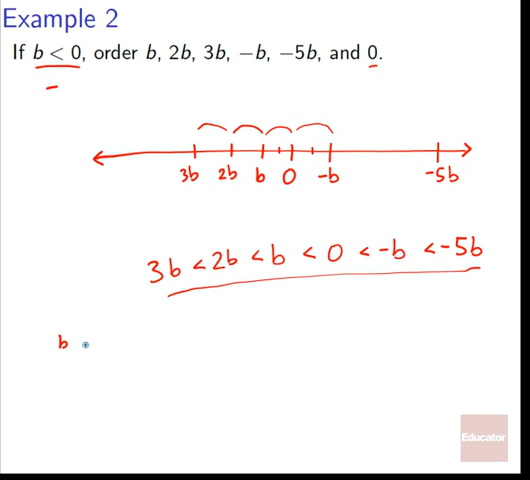 Example 2
If b < 0, order b, 2b, 3b, −b, −5b, and 0.
3b 2b b 0 -b -5b
3b < 2b < b < 0 < -b < -5b
b
Educator